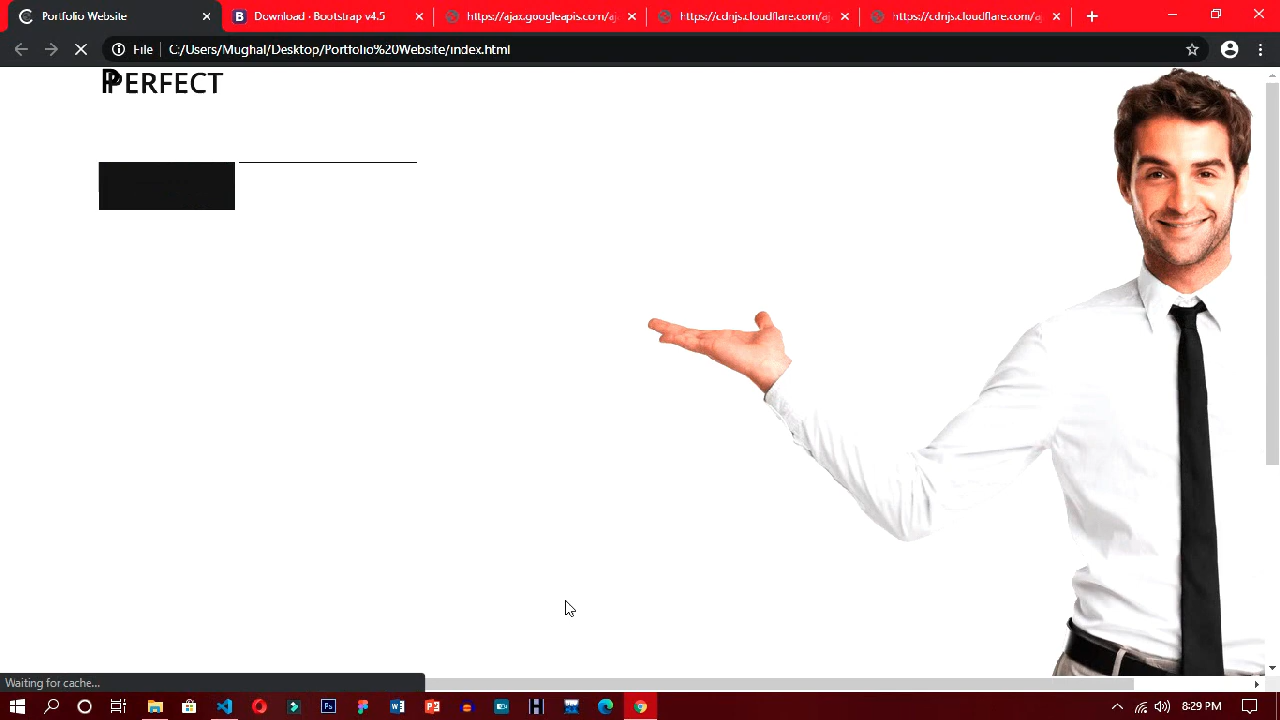 Portfolio Website
Download · Bootstrap v4.5
https://ajax.googleapis.com/aj
https://cdnjs.cloudflare.com/aj
https://cdnjs.cloudflare.com/aj
File
C:/Users/Mughal/Desktop/Portfolio%20Website/index.html
PERFECT
Waiting for cache...
8:29 PM